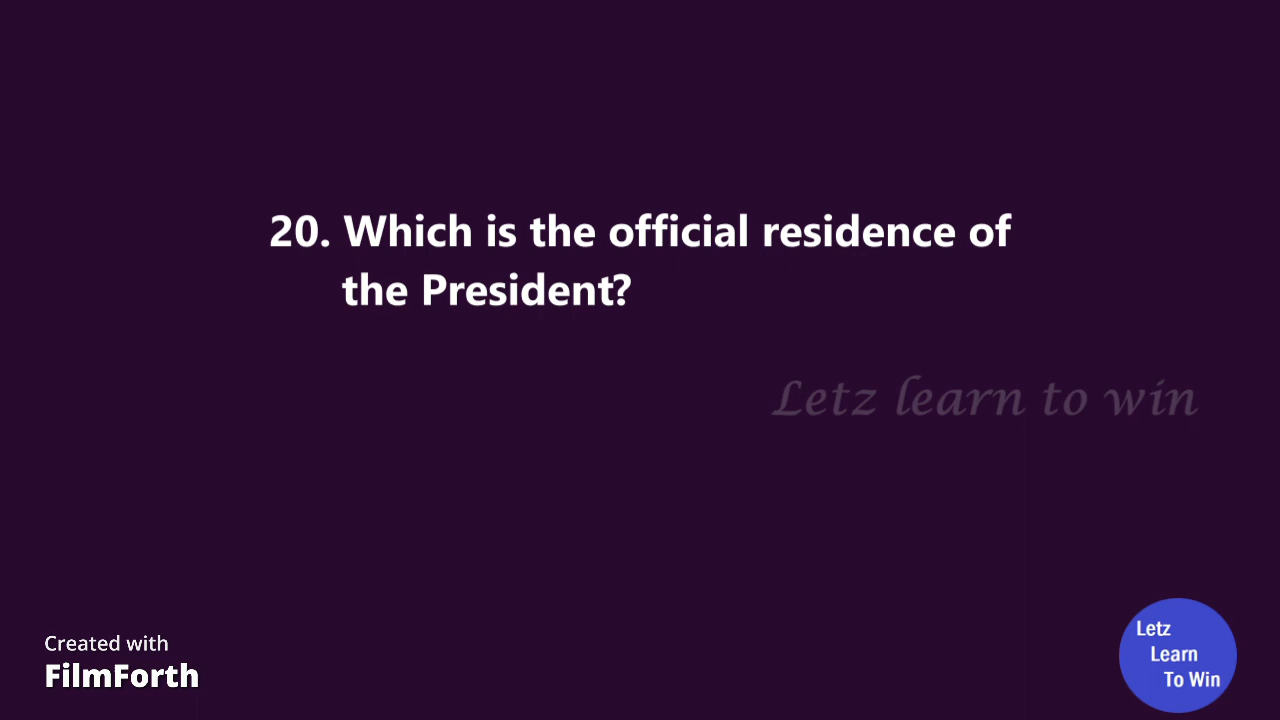 20. Which is the official residence of
the President?
Letz learn to win
Created with
FilmForth
Letz
Learn
To Win